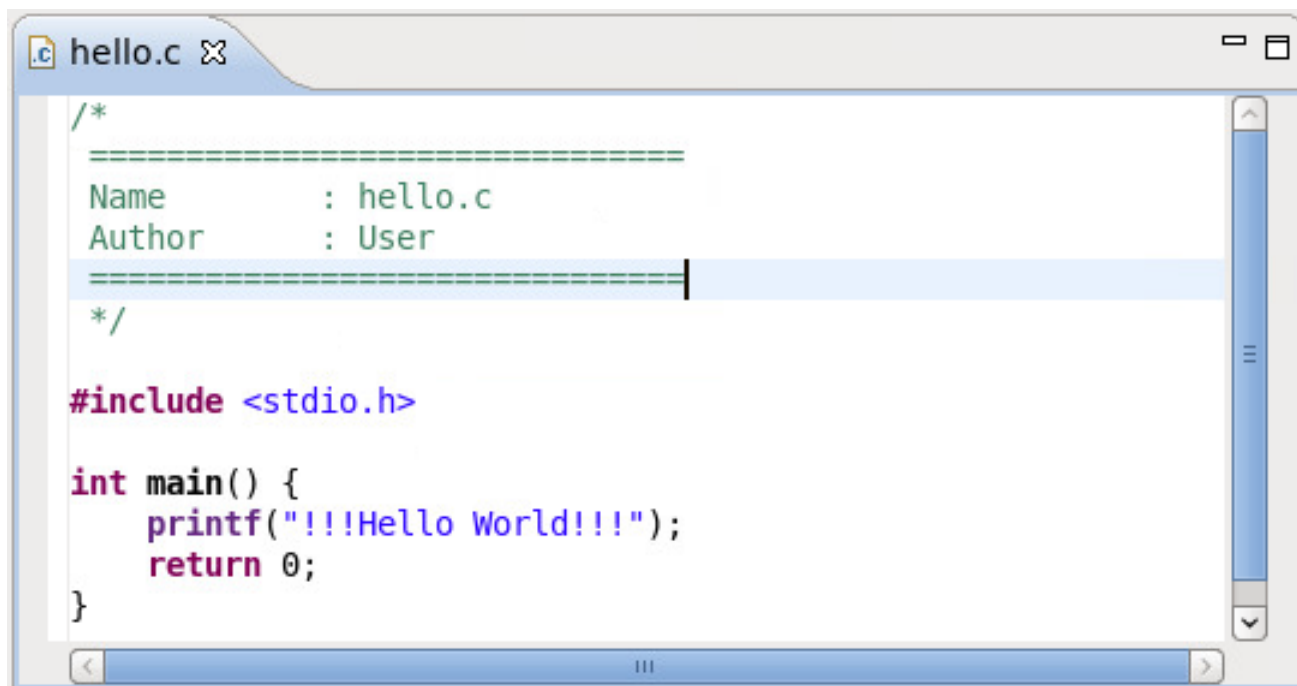 hello.c
/*
===============================
Name : hello.c
Author : User
===============================
*/
#include <stdio.h>
int main() {
printf("!!!Hello World!!!");
return 0;
}